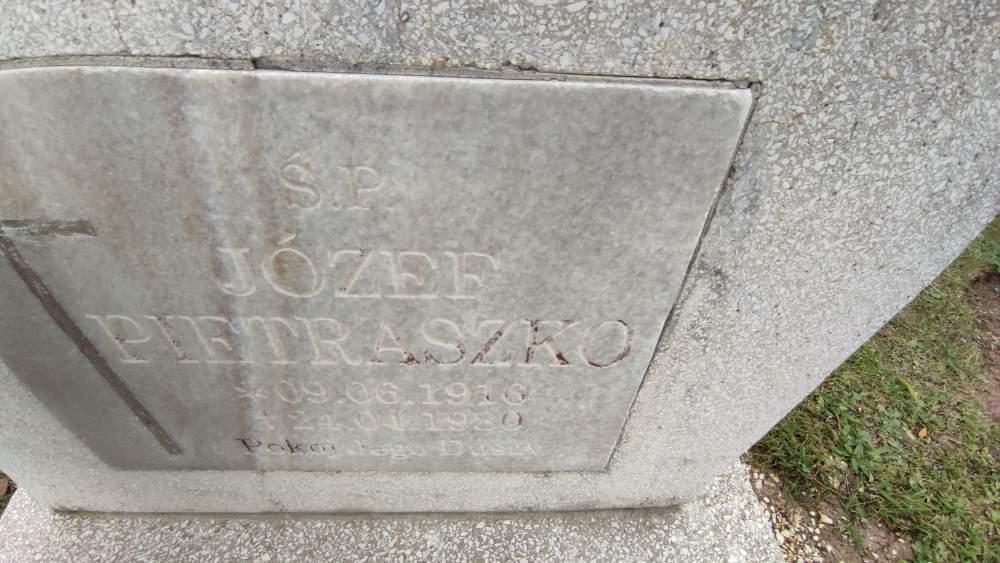 Ś.P.
JÓZEF
PIETRASZKO
* 09.06.1916
+ 24.04.1980
Pokój Jego Duszy